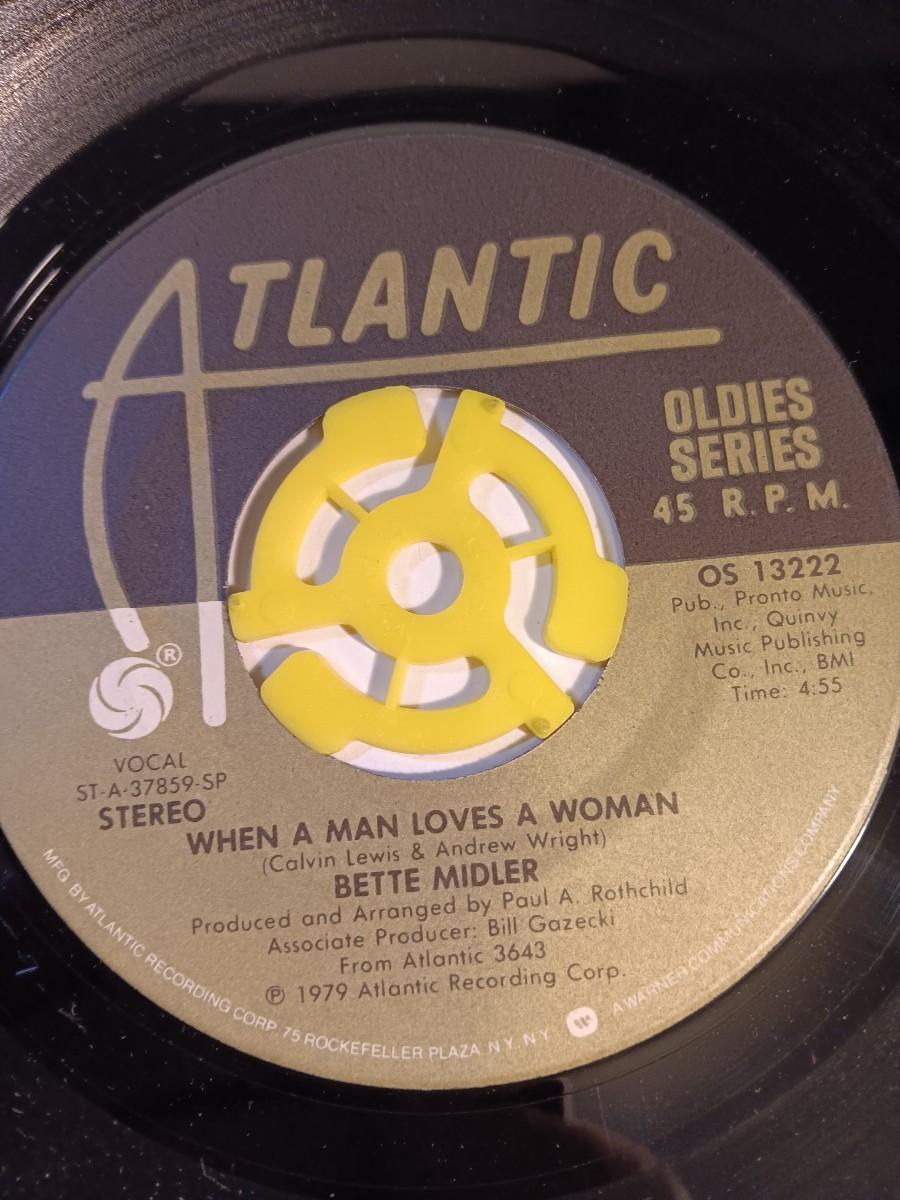 ATLANTIC
OLDIES
SERIES
45 R.P.M.
OS 13222
Pub., Pronto Music,
Inc., Quinvy
Music Publishing
Co., Inc., BMI
Time: 4:55
®
VOCAL
ST-A-37859-SP
STEREO
WHEN A MAN LOVES A WOMAN
(Calvin Lewis & Andrew Wright)
BETTE MIDLER
Produced and Arranged by Paul A. Rothchild
Associate Producer: Bill Gazecki
From Atlantic 3643
℗ 1979 Atlantic Recording Corp.
MFG. BY ATLANTIC RECORDING CORP. 75 ROCKEFELLER PLAZA N.Y. N.Y. W A WARNER COMMUNICATIONS COMPANY